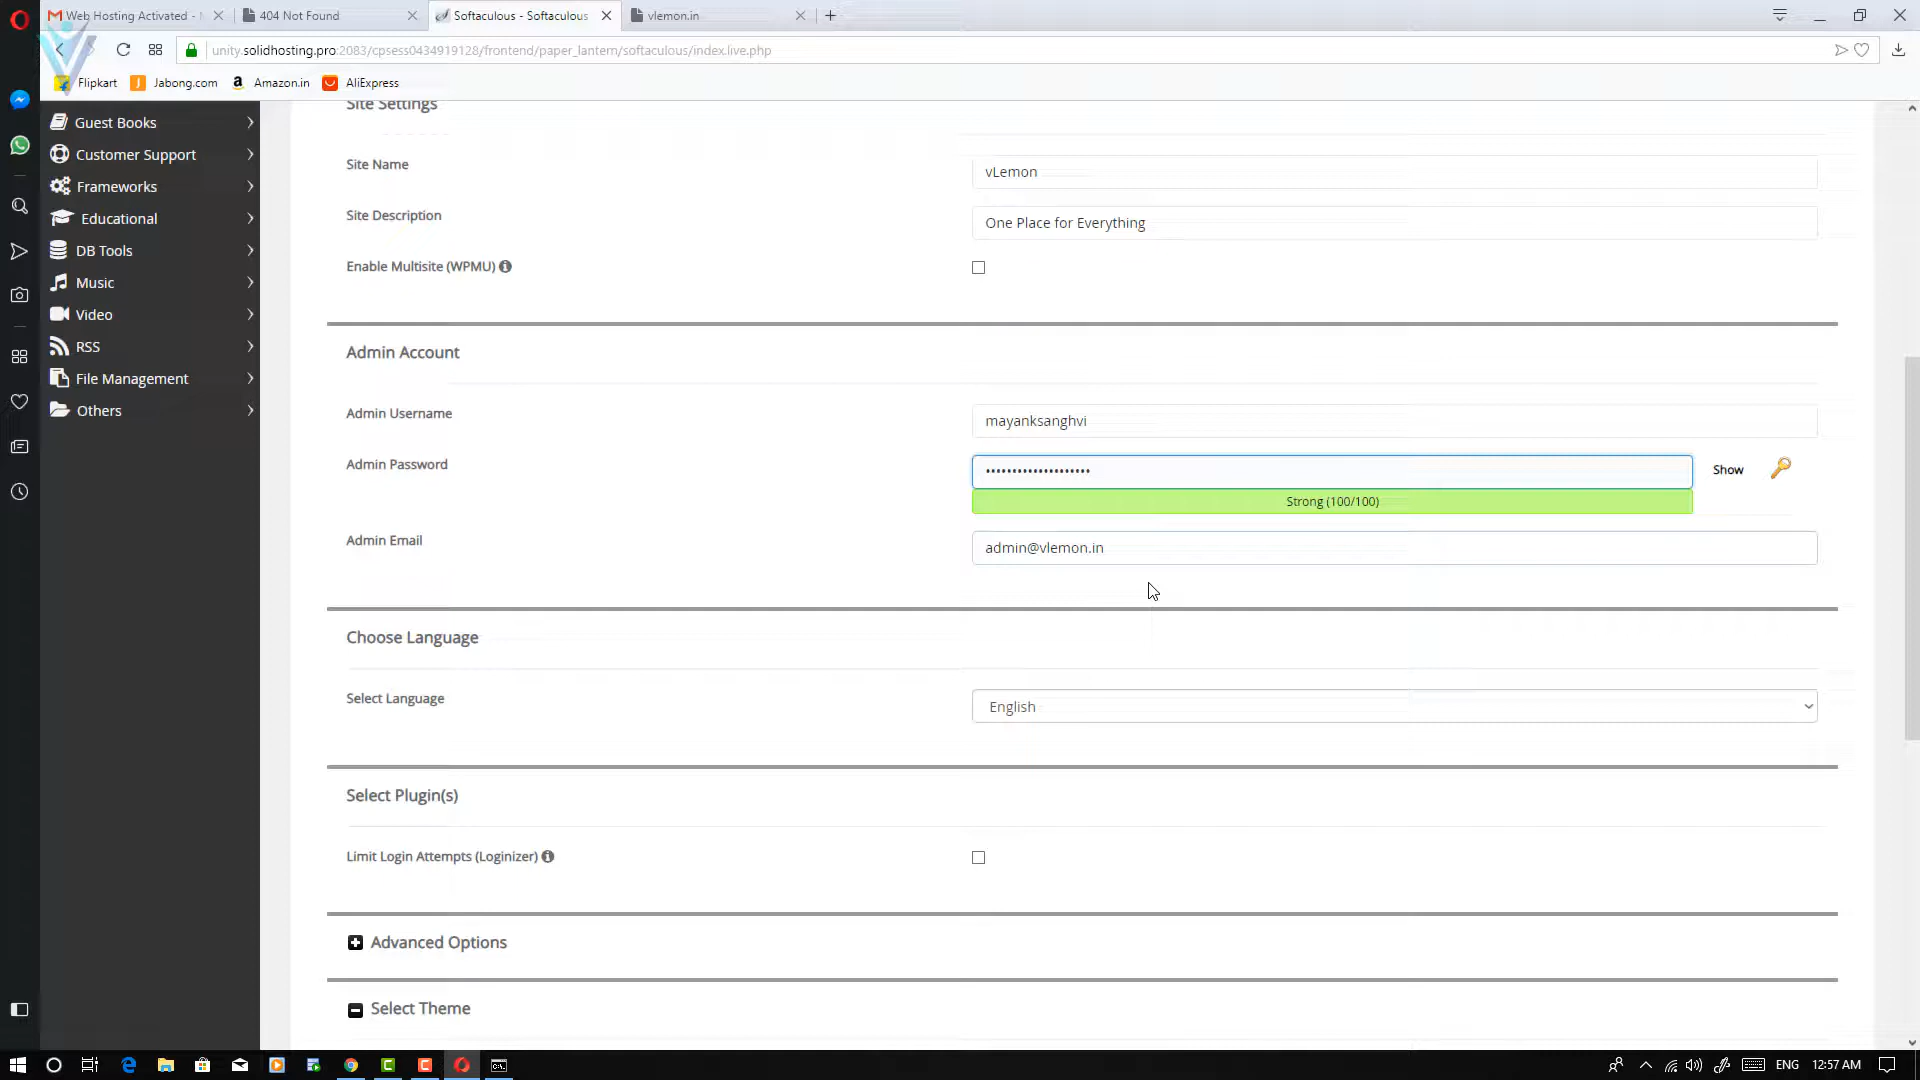 Web Hosting Activated -
404 Not Found
Softaculous - Softaculous
vlemon.in
unity.solidhosting.pro:2083/cpsess0434919128/frontend/paper_lantern/softaculous/index.live.php
Flipkart
Jabong.com
Amazon.in
AliExpress
Guest Books
Customer Support
Frameworks
Educational
DB Tools
Music
Video
RSS
File Management
Others
Site Settings
Site Name
vLemon
Site Description
One Place for Everything
Enable Multisite (WPMU)
Admin Account
Admin Username
mayanksanghvi
Admin Password
••••••••••••••••••••
Show
Strong (100/100)
Admin Email
admin@vlemon.in
Choose Language
Select Language
English
Select Plugin(s)
Limit Login Attempts (Loginizer)
Advanced Options
Select Theme
ENG
12:57 AM